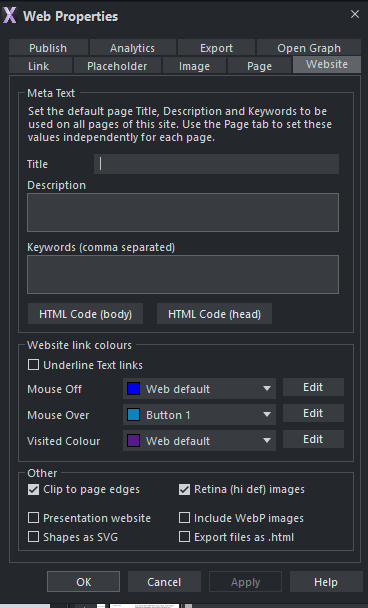 Web Properties
Publish Analytics Export Open Graph
Link Placeholder Image Page Website
Meta Text
Set the default page Title, Description and Keywords to be
used on all pages of this site. Use the Page tab to set these
values independently for each page.
Title
Description
Keywords (comma separated)
HTML Code (body) HTML Code (head)
Website link colours
Underline Text links
Mouse Off Web default Edit
Mouse Over Button 1 Edit
Visited Colour Web default Edit
Other
Clip to page edges Retina (hi def) images
Presentation website Include WebP images
Shapes as SVG Export files as .html
OK Cancel Apply Help